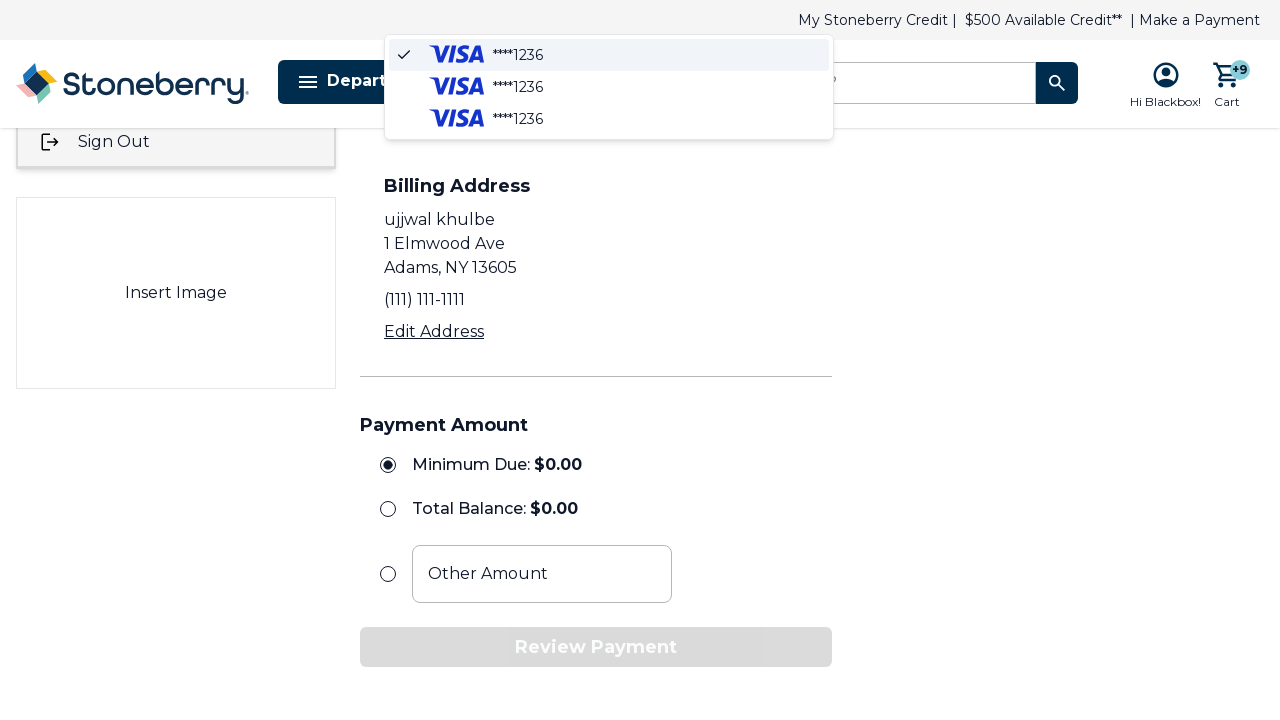 My Stoneberry Credit | $500 Available Credit** | Make a Payment
VISA ****1236
VISA ****1236
VISA ****1236
Stoneberry.
Depart
Hi Blackbox!
+9
Cart
Sign Out
Insert Image
Billing Address
ujjwal khulbe
1 Elmwood Ave
Adams, NY 13605
(111) 111-1111
Edit Address
Payment Amount
Minimum Due: $0.00
Total Balance: $0.00
Other Amount
Review Payment